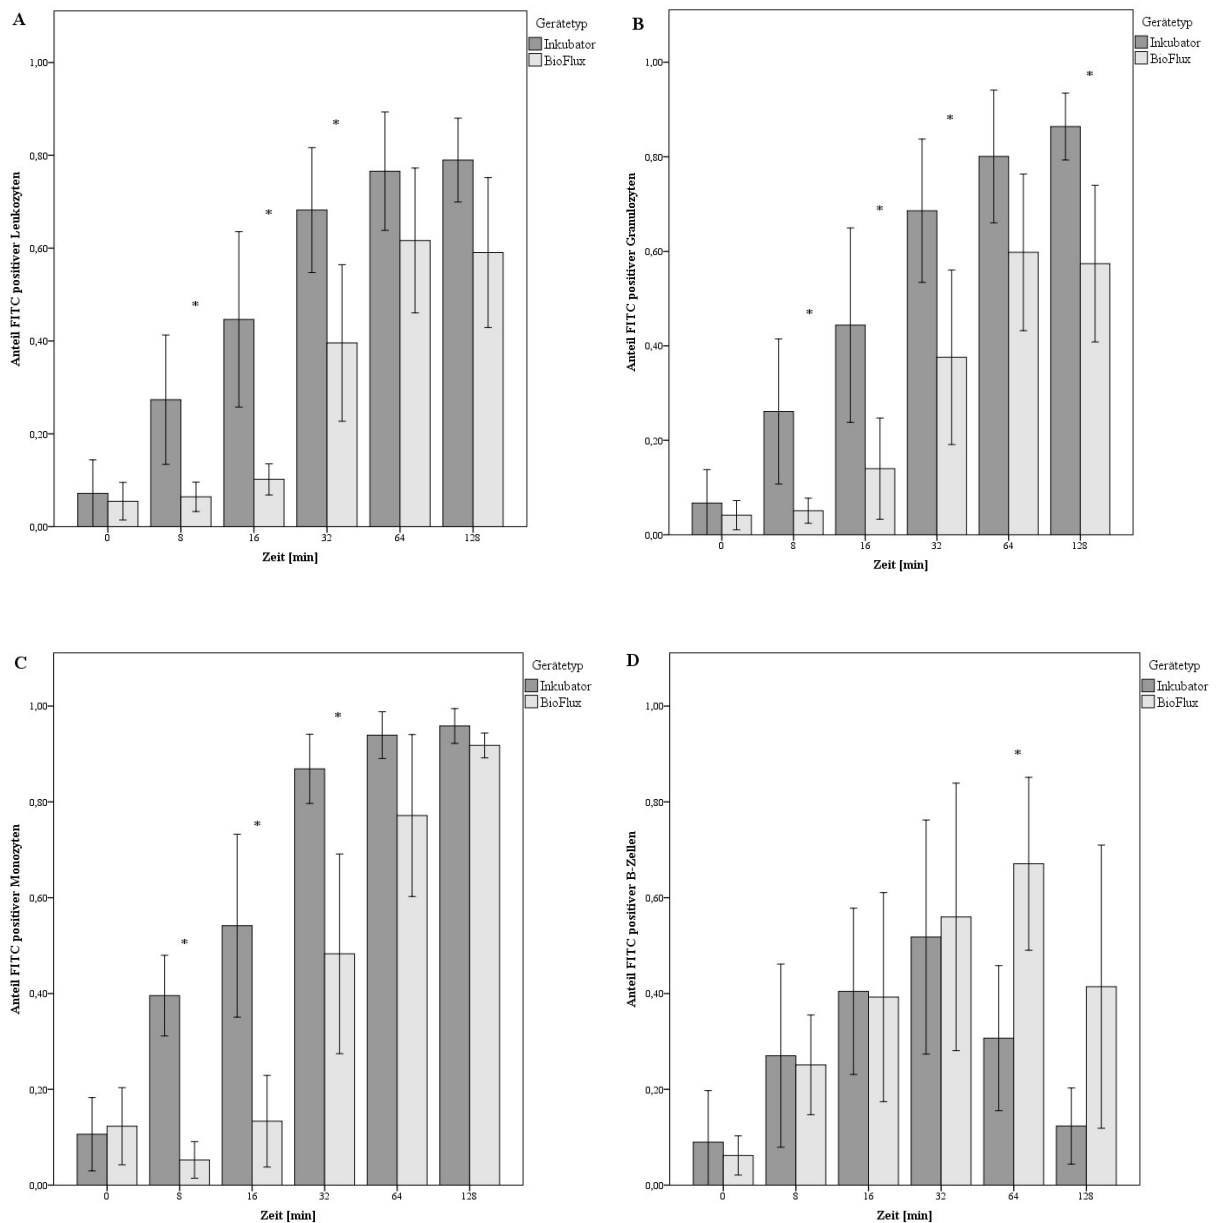 A
Gerätetyp
Inkubator
BioFlux
1,00
0,80
0,60
0,40
0,20
0,00
Anteil FITC positiver Leukozyten
*
*
*
0 8 16 32 64 128
Zeit [min]
B
Gerätetyp
Inkubator
BioFlux
1,00
0,80
0,60
0,40
0,20
0,00
Anteil FITC positiver Granulozyten
*
*
*
*
0 8 16 32 64 128
Zeit [min]
C
Gerätetyp
Inkubator
BioFlux
1,00
0,80
0,60
0,40
0,20
0,00
Anteil FITC positiver Monozyten
*
*
*
0 8 16 32 64 128
Zeit [min]
D
Gerätetyp
Inkubator
BioFlux
1,00
0,80
0,60
0,40
0,20
0,00
Anteil FITC positiver B-Zellen
*
0 8 16 32 64 128
Zeit [min]